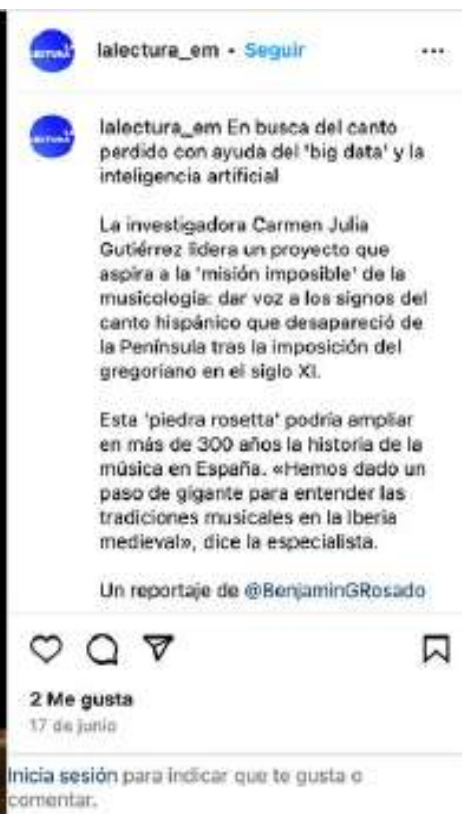 lalectura_em • Seguir ...
LECTURA
lalectura_em En busca del canto
perdido con ayuda del 'big data' y la
inteligencia artificial
La investigadora Carmen Julia
Gutiérrez lidera un proyecto que
aspira a la 'misión imposible' de la
musicología: dar voz a los signos del
canto hispánico que desapareció de
la Península tras la imposición del
gregoriano en el siglo XI.
Esta 'piedra rosetta' podría ampliar
en más de 300 años la historia de la
música en España. «Hemos dado un
paso de gigante para entender las
tradiciones musicales en la Iberia
medieval», dice la especialista.
Un reportaje de @BenjaminGRosado
2 Me gusta
17 de junio
Inicia sesión para indicar que te gusta o
comentar.